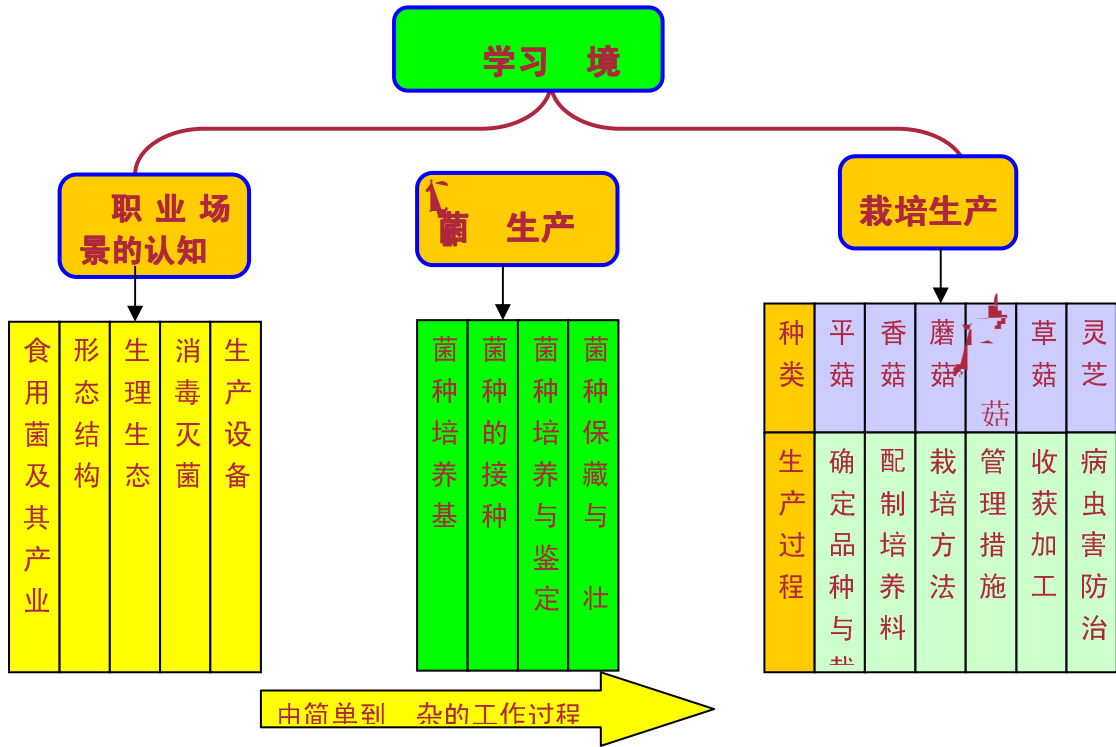 学习 境
职 业 场
景的认知
菌 生产
栽培生产
食用菌及其产业
形态结构
生理生态
消毒灭菌
生产设备
菌种培养基
菌种的接种
菌种培养与鉴定
菌种保藏与 壮
种类
平菇
香菇
蘑菇
菇
草菇
灵芝
生产过程
确定品种与
配制培养料
栽培方法
管理措施
收获加工
病虫害防治
由简单到 杂的工作过程